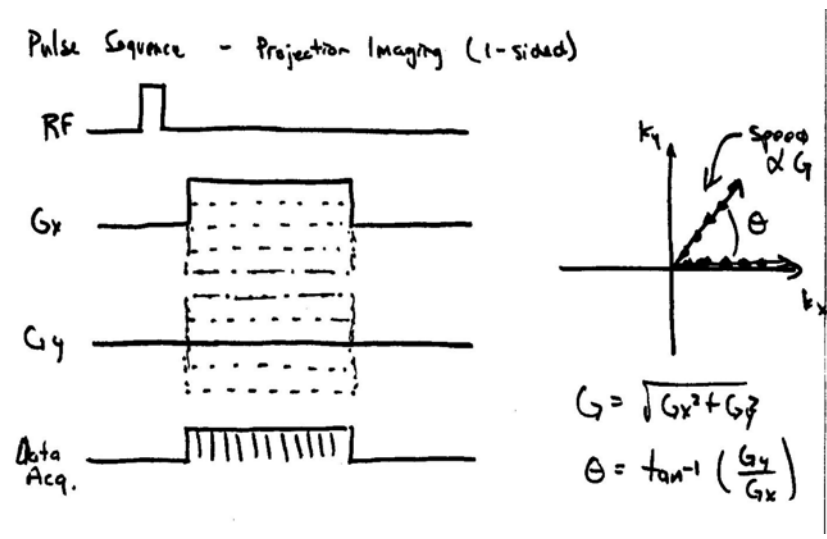 Pulse Sequence - Projection Imaging (1-sided)
RF
Gx
Gy
Data
Acq.
ky
speed
∝ G
θ
kx
G = √(Gx² + Gy²)
θ = tan⁻¹ (Gy/Gx)